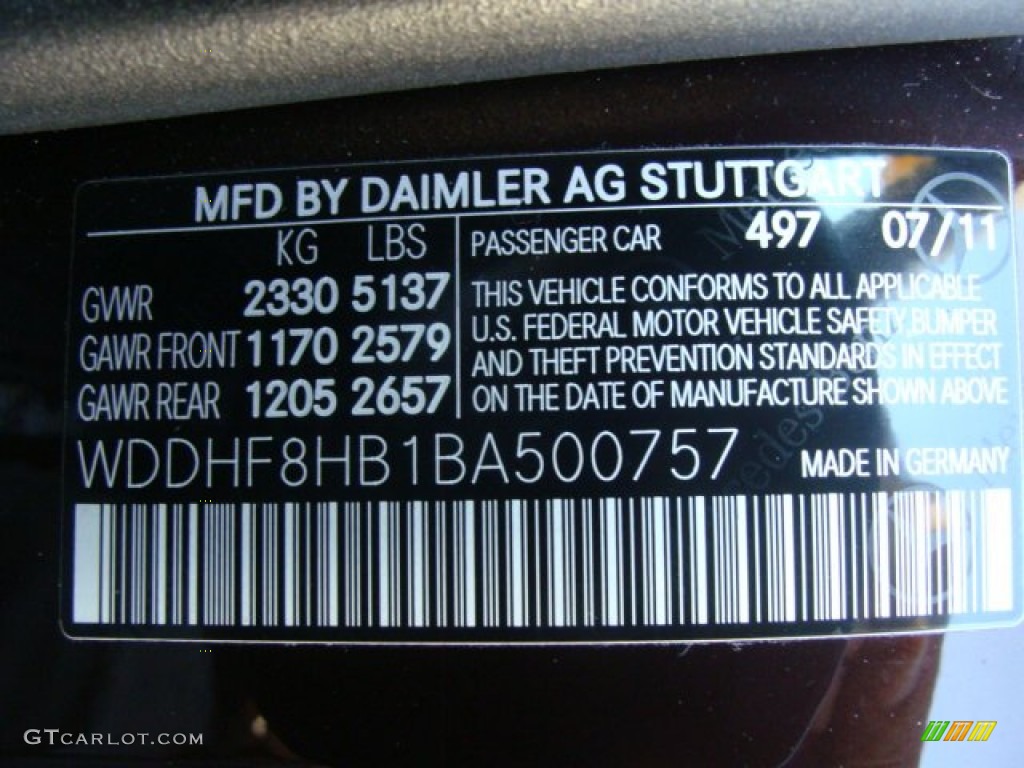 MFD BY DAIMLER AG STUTTGART
KG LBS
GVWR 2330 5137
GAWR FRONT 1170 2579
GAWR REAR 1205 2657
PASSENGER CAR 497 07/11
THIS VEHICLE CONFORMS TO ALL APPLICABLE
U.S. FEDERAL MOTOR VEHICLE SAFETY, BUMPER
AND THEFT PREVENTION STANDARDS IN EFFECT
ON THE DATE OF MANUFACTURE SHOWN ABOVE
WDDHF8HB1BA500757
MADE IN GERMANY
GTCARLOT.COM